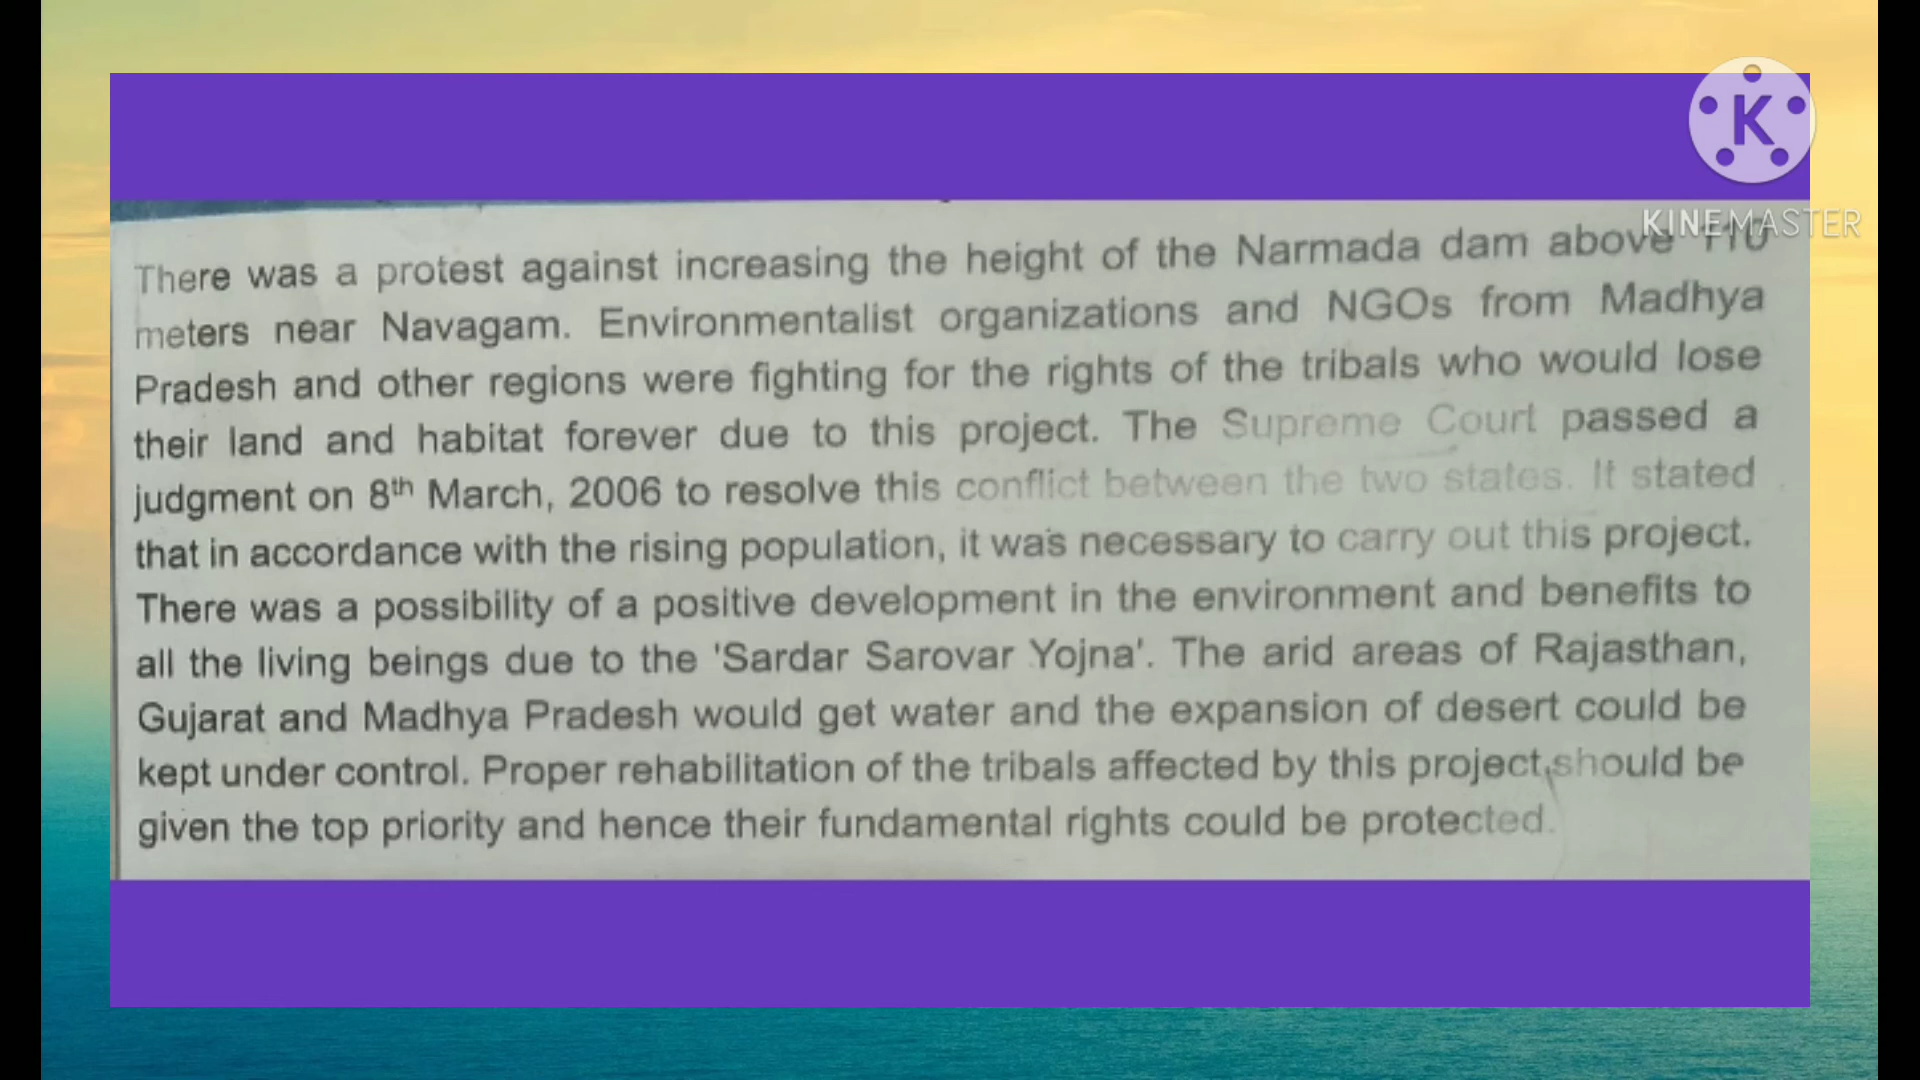 K
KINEMASTER
There was a protest against increasing the height of the Narmada dam above 110
meters near Navagam. Environmentalist organizations and NGOs from Madhya
Pradesh and other regions were fighting for the rights of the tribals who would lose
their land and habitat forever due to this project. The Supreme Court passed a
judgment on 8th March, 2006 to resolve this conflict between the two states. It stated
that in accordance with the rising population, it was necessary to carry out this project.
There was a possibility of a positive development in the environment and benefits to
all the living beings due to the 'Sardar Sarovar Yojna'. The arid areas of Rajasthan,
Gujarat and Madhya Pradesh would get water and the expansion of desert could be
kept under control. Proper rehabilitation of the tribals affected by this project, should be
given the top priority and hence their fundamental rights could be protected.